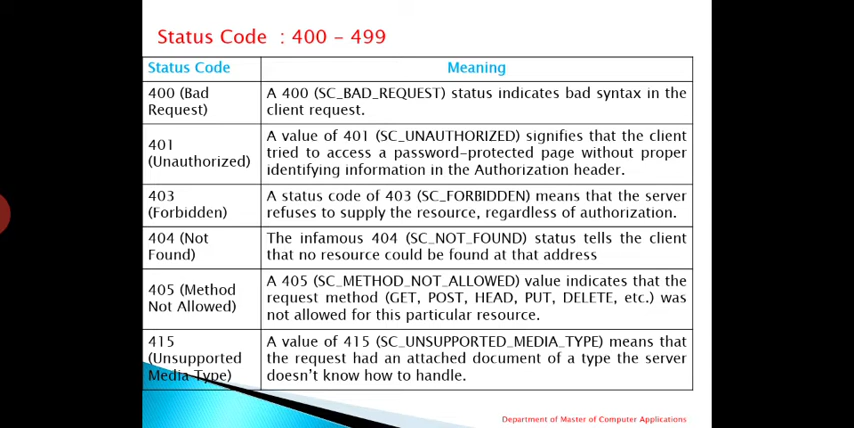 Status Code : 400 – 499
Status Code
Meaning
400 (Bad
Request)
A 400 (SC_BAD_REQUEST) status indicates bad syntax in the
client request.
401
(Unauthorized)
A value of 401 (SC_UNAUTHORIZED) signifies that the client
tried to access a password-protected page without proper
identifying information in the Authorization header.
403
(Forbidden)
A status code of 403 (SC_FORBIDDEN) means that the server
refuses to supply the resource, regardless of authorization.
404 (Not
Found)
The infamous 404 (SC_NOT_FOUND) status tells the client
that no resource could be found at that address
405 (Method
Not Allowed)
A 405 (SC_METHOD_NOT_ALLOWED) value indicates that the
request method (GET, POST, HEAD, PUT, DELETE, etc.) was
not allowed for this particular resource.
415
(Unsupported
Media Type)
A value of 415 (SC_UNSUPPORTED_MEDIA_TYPE) means that
the request had an attached document of a type the server
doesn't know how to handle.
Department of Master of Computer Applications